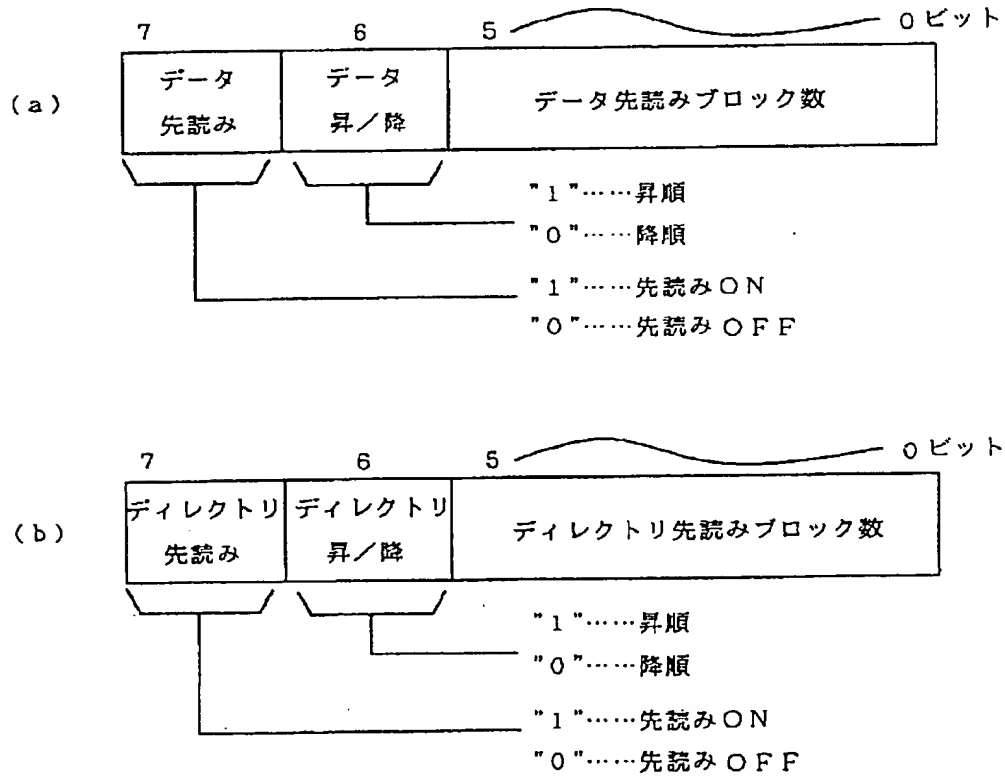 7 6 5 0ビット
(a)
データ 先読み
データ 昇/降
データ先読みブロック数
"1"……昇順
"0"……降順
"1"……先読みON
"0"……先読みOFF
7 6 5 0ビット
(b)
ディレクトリ 先読み
ディレクトリ 昇/降
ディレクトリ先読みブロック数
"1"……昇順
"0"……降順
"1"……先読みON
"0"……先読みOFF